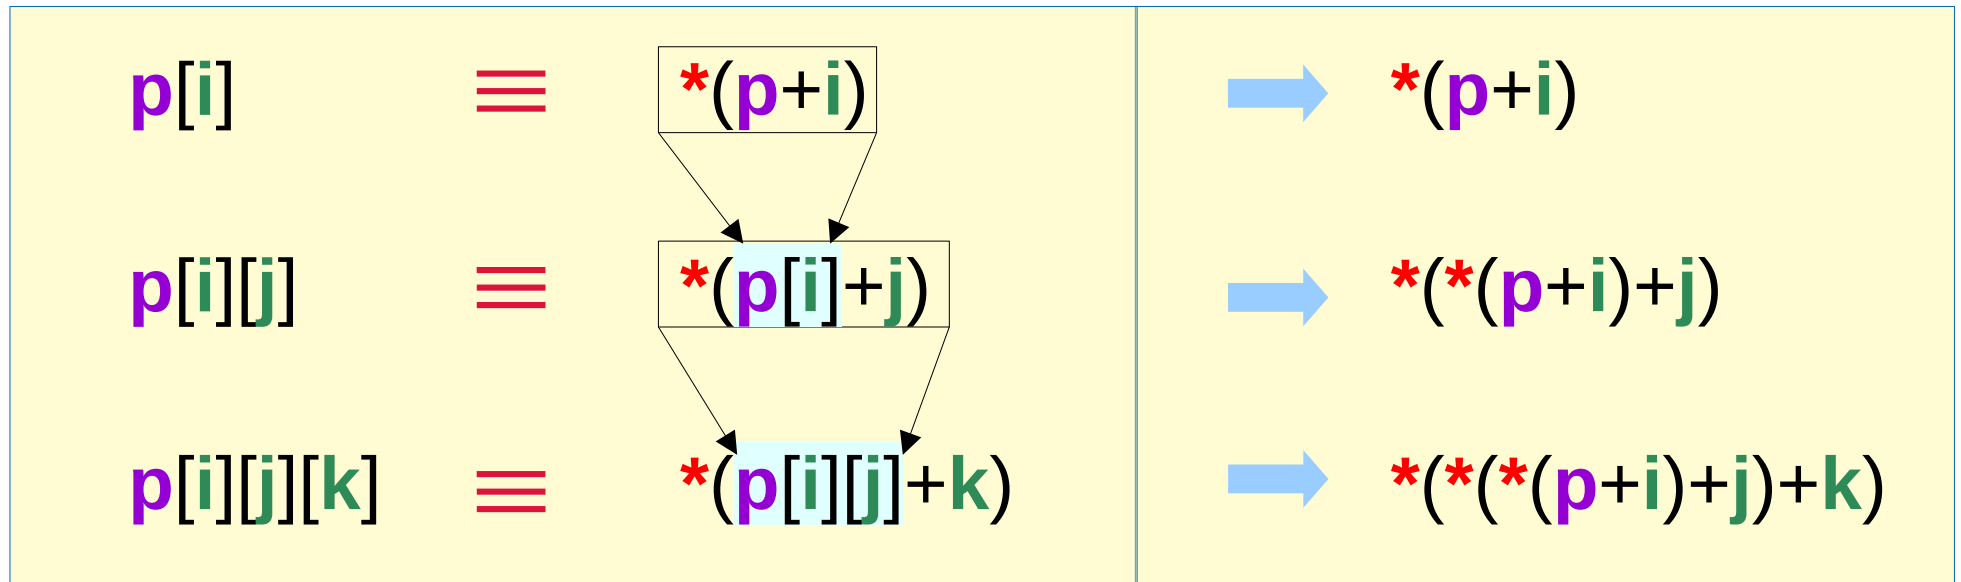 p[i] ≡ *(p+i) *(p+i)
p[i][j] ≡ *(p[i]+j) *(*(p+i)+j)
p[i][j][k] ≡ *(p[i][j]+k) *(*(*(p+i)+j)+k)